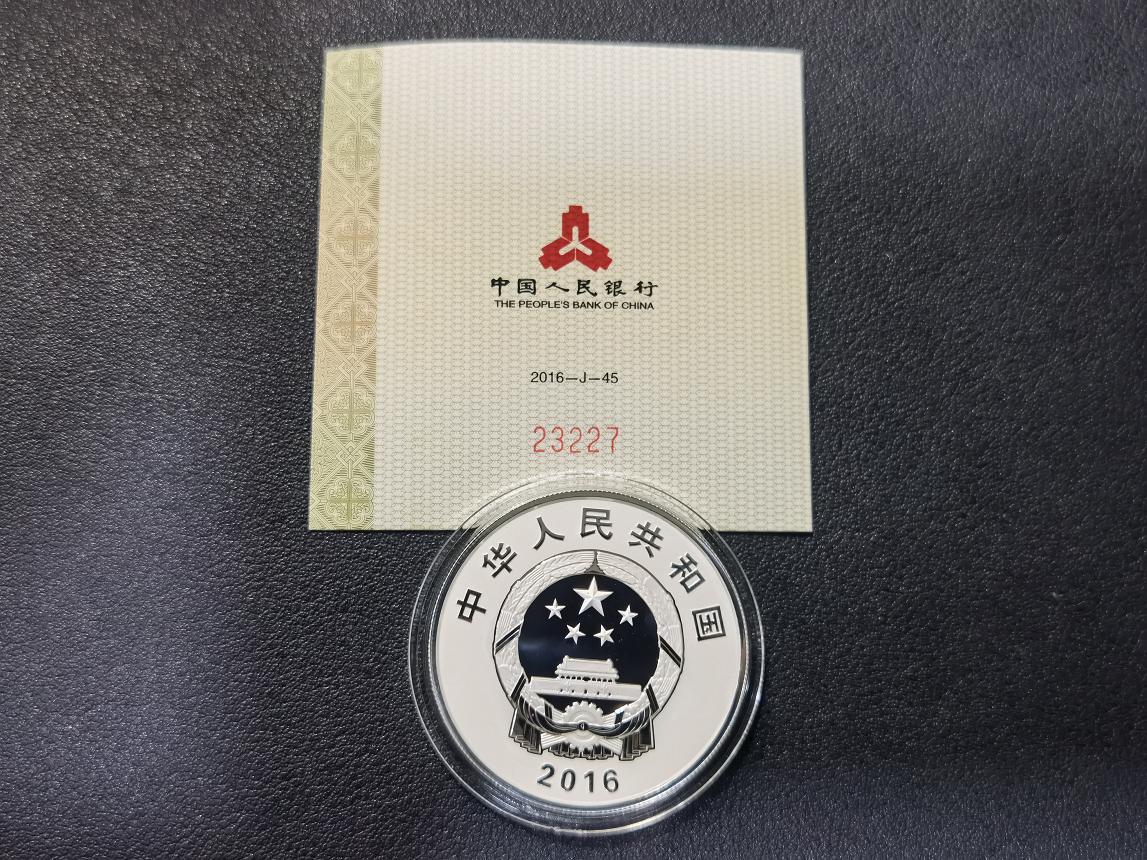 中国人民银行
THE PEOPLE'S BANK OF CHINA
2016—J—45
23227
中华人民共和国
2016